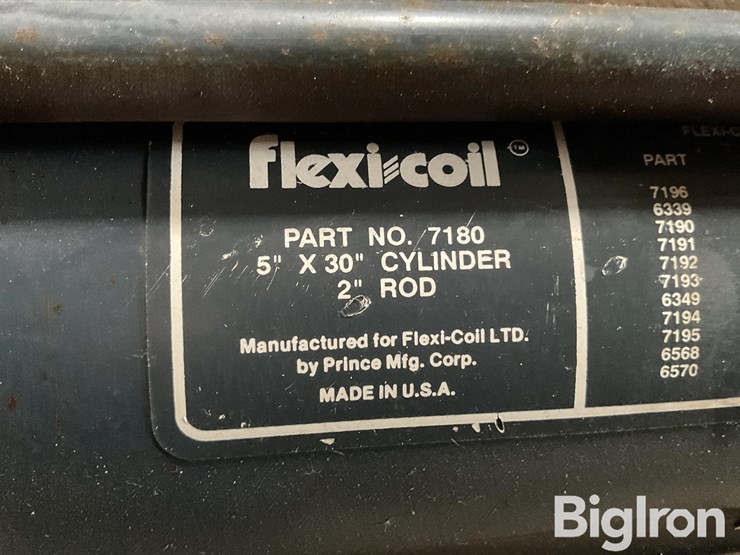 flexi-coil TM
PART NO. 7180
5" X 30" CYLINDER
2" ROD
Manufactured for Flexi-Coil LTD.
by Prince Mfg. Corp.
MADE IN U.S.A.
PART
7196
6339
7190
7191
7192
7193
6349
7194
7195
6568
6570
BigIron